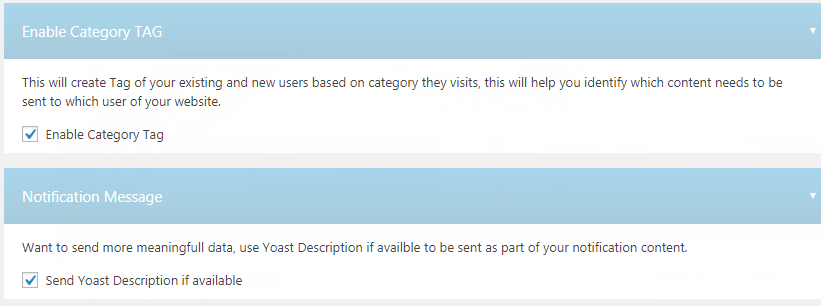 Enable Category TAG
This will create Tag of your existing and new users based on category they visits, this will help you identify which content needs to be
sent to which user of your website.
Enable Category Tag
Notification Message
Want to send more meaningfull data, use Yoast Description if availble to be sent as part of your notification content.
Send Yoast Description if available